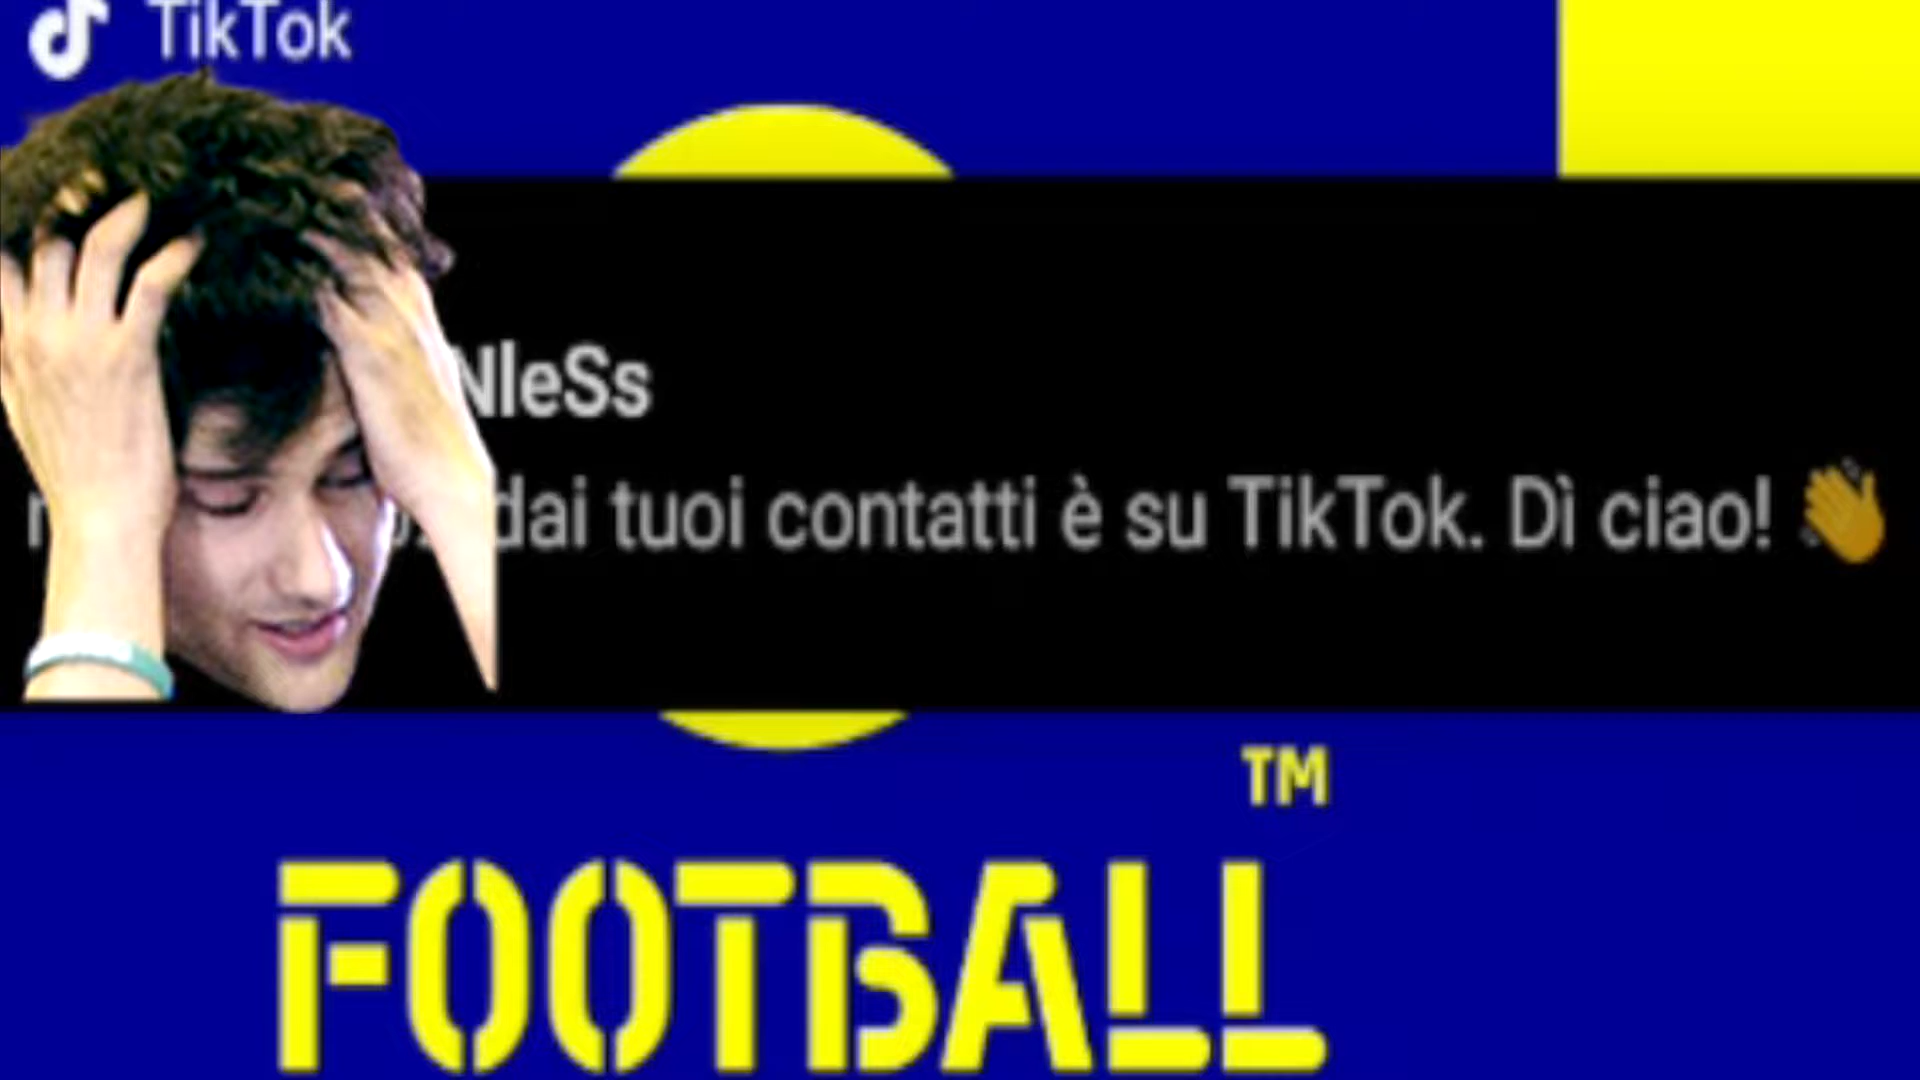 TikTok
NleSs
dai tuoi contatti è su TikTok. Dì ciao! 👋
TM
FOOTBALL